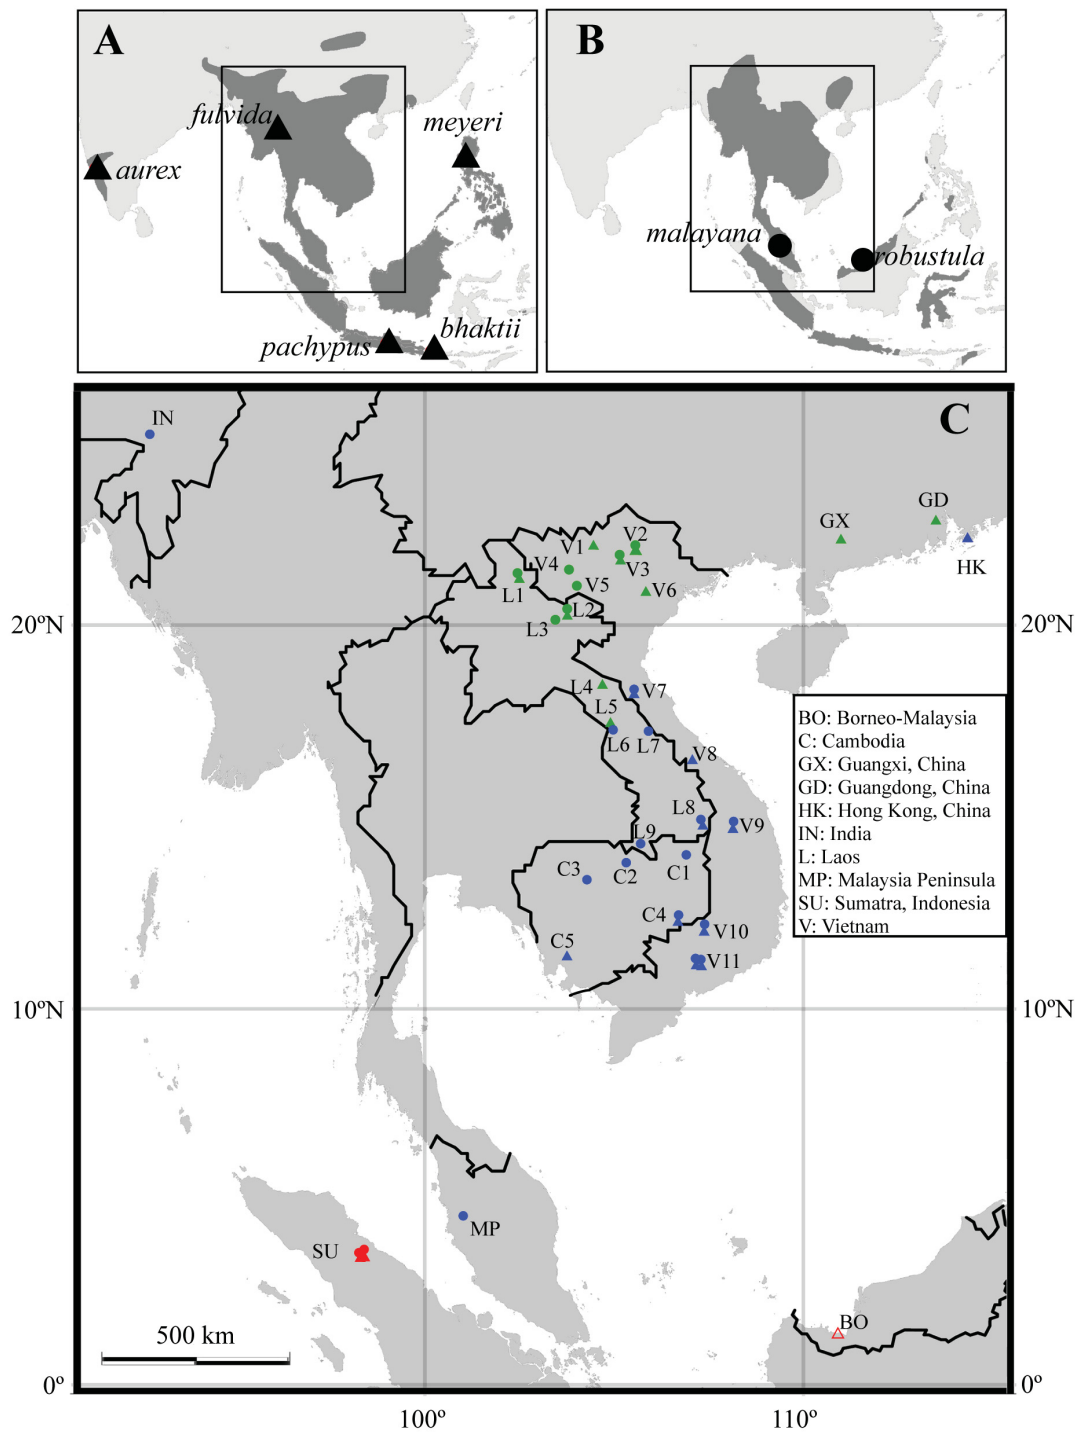 A
fulvida
meyeri
aurex
bhaktii
pachypus
B
malayana
robustula
C
IN
GD
GX
HK
V1
V2
V3
V4
V5
V6
L1
L2
L3
20ºN
20ºN
L4
V7
L5
L6
L7
V8
L8
V9
L9
C3
C2
C1
C4
V10
C5
V11
BO: Borneo-Malaysia
C: Cambodia
GX: Guangxi, China
GD: Guangdong, China
HK: Hong Kong, China
IN: India
L: Laos
MP: Malaysia Peninsula
SU: Sumatra, Indonesia
V: Vietnam
10ºN
10ºN
MP
SU
BO
500 km
0º
0º
100º
110º